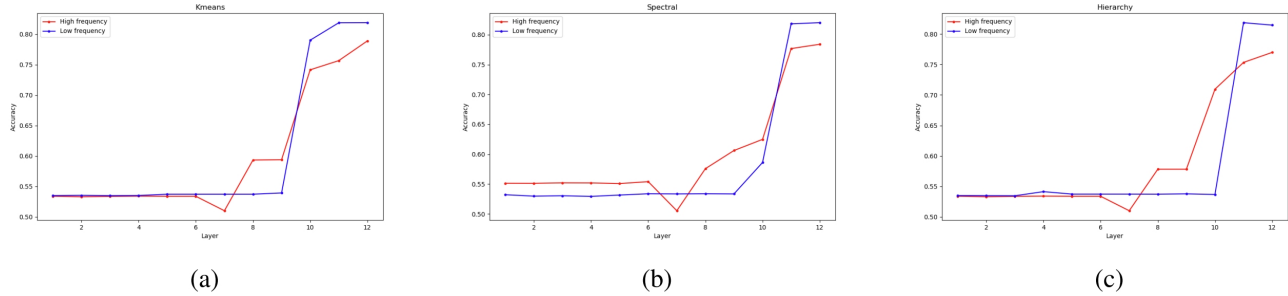 Kmeans
High frequency
Low frequency
0.80
0.75
0.70
0.65
0.60
0.55
0.50
Accuracy
2 4 6 8 10 12
Layer
(a)
Spectral
High frequency
Low frequency
0.80
0.75
0.70
0.65
0.60
0.55
0.50
Accuracy
2 4 6 8 10 12
Layer
(b)
Hierarchy
High frequency
Low frequency
0.80
0.75
0.70
0.65
0.60
0.55
0.50
Accuracy
2 4 6 8 10 12
Layer
(c)